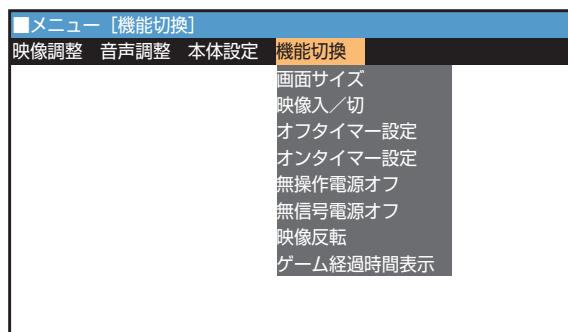 ■メニュー［機能切換］
映像調整 音声調整 本体設定 機能切換
画面サイズ
映像入／切
オフタイマー設定
オンタイマー設定
無操作電源オフ
無信号電源オフ
映像反転
ゲーム経過時間表示